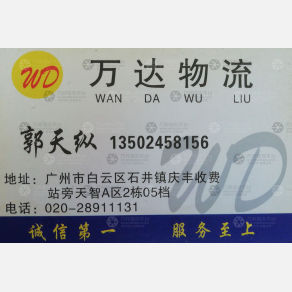 WD
万达物流
WAN DA WU LIU
郭天纵 13502458156
WD
地址：广州市白云区石井镇庆丰收费
站旁天智A区2栋05档
电话：020-28911131
诚信第一 服务至上